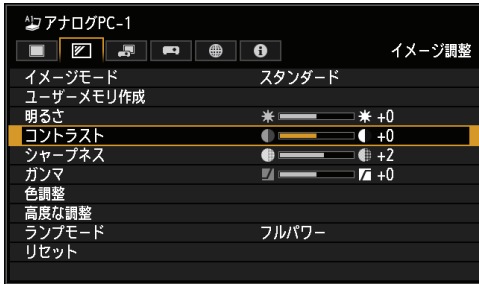 アナログPC-1
イメージ調整
イメージモード スタンダード
ユーザーメモリ作成
明るさ +0
コントラスト +0
シャープネス +2
ガンマ +0
色調整
高度な調整
ランプモード フルパワー
リセット